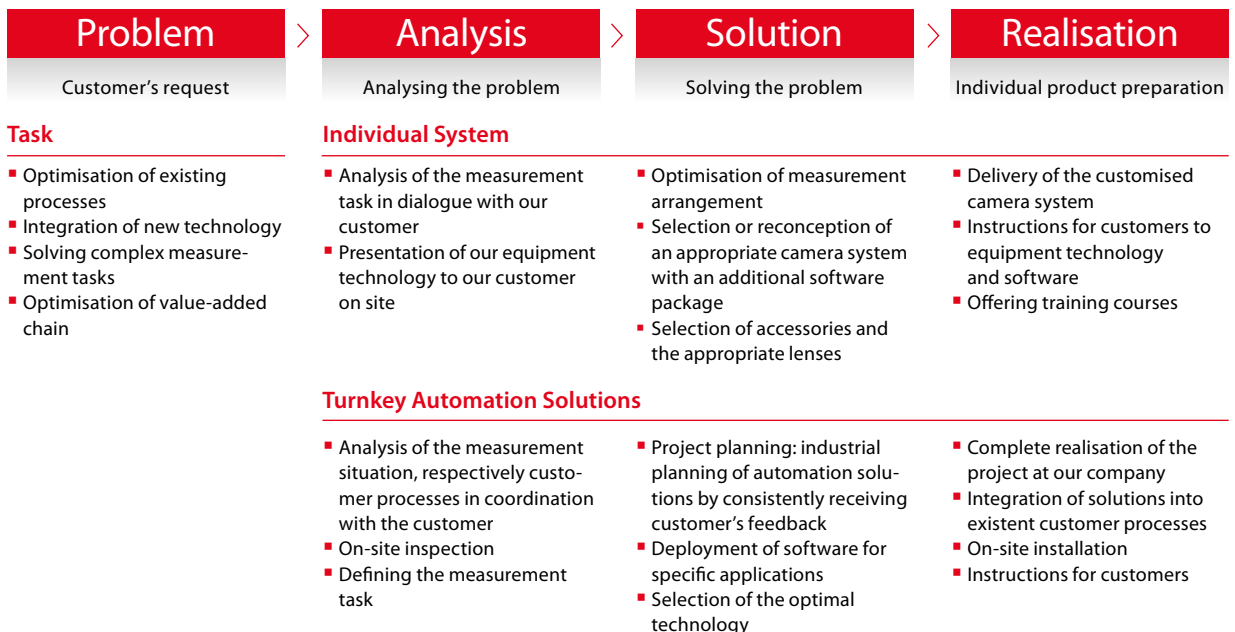 Problem
Analysis
Solution
Realisation
Customer’s request
Analysing the problem
Solving the problem
Individual product preparation
Task
▪ Optimisation of existing
processes
▪ Integration of new technology
▪ Solving complex measure-
ment tasks
▪ Optimisation of value-added
chain
Individual System
▪ Analysis of the measurement
task in dialogue with our
customer
▪ Presentation of our equipment
technology to our customer
on site
▪ Optimisation of measurement
arrangement
▪ Selection or reconception of
an appropriate camera system
with an additional software
package
▪ Selection of accessories and
the appropriate lenses
▪ Delivery of the customised
camera system
▪ Instructions for customers to
equipment technology
and software
▪ Offering training courses
Turnkey Automation Solutions
▪ Analysis of the measurement
situation, respectively custo-
mer processes in coordination
with the customer
▪ On-site inspection
▪ Defining the measurement
task
▪ Project planning: industrial
planning of automation solu-
tions by consistently receiving
customer’s feedback
▪ Deployment of software for
specific applications
▪ Selection of the optimal
technology
▪ Complete realisation of the
project at our company
▪ Integration of solutions into
existent customer processes
▪ On-site installation
▪ Instructions for customers